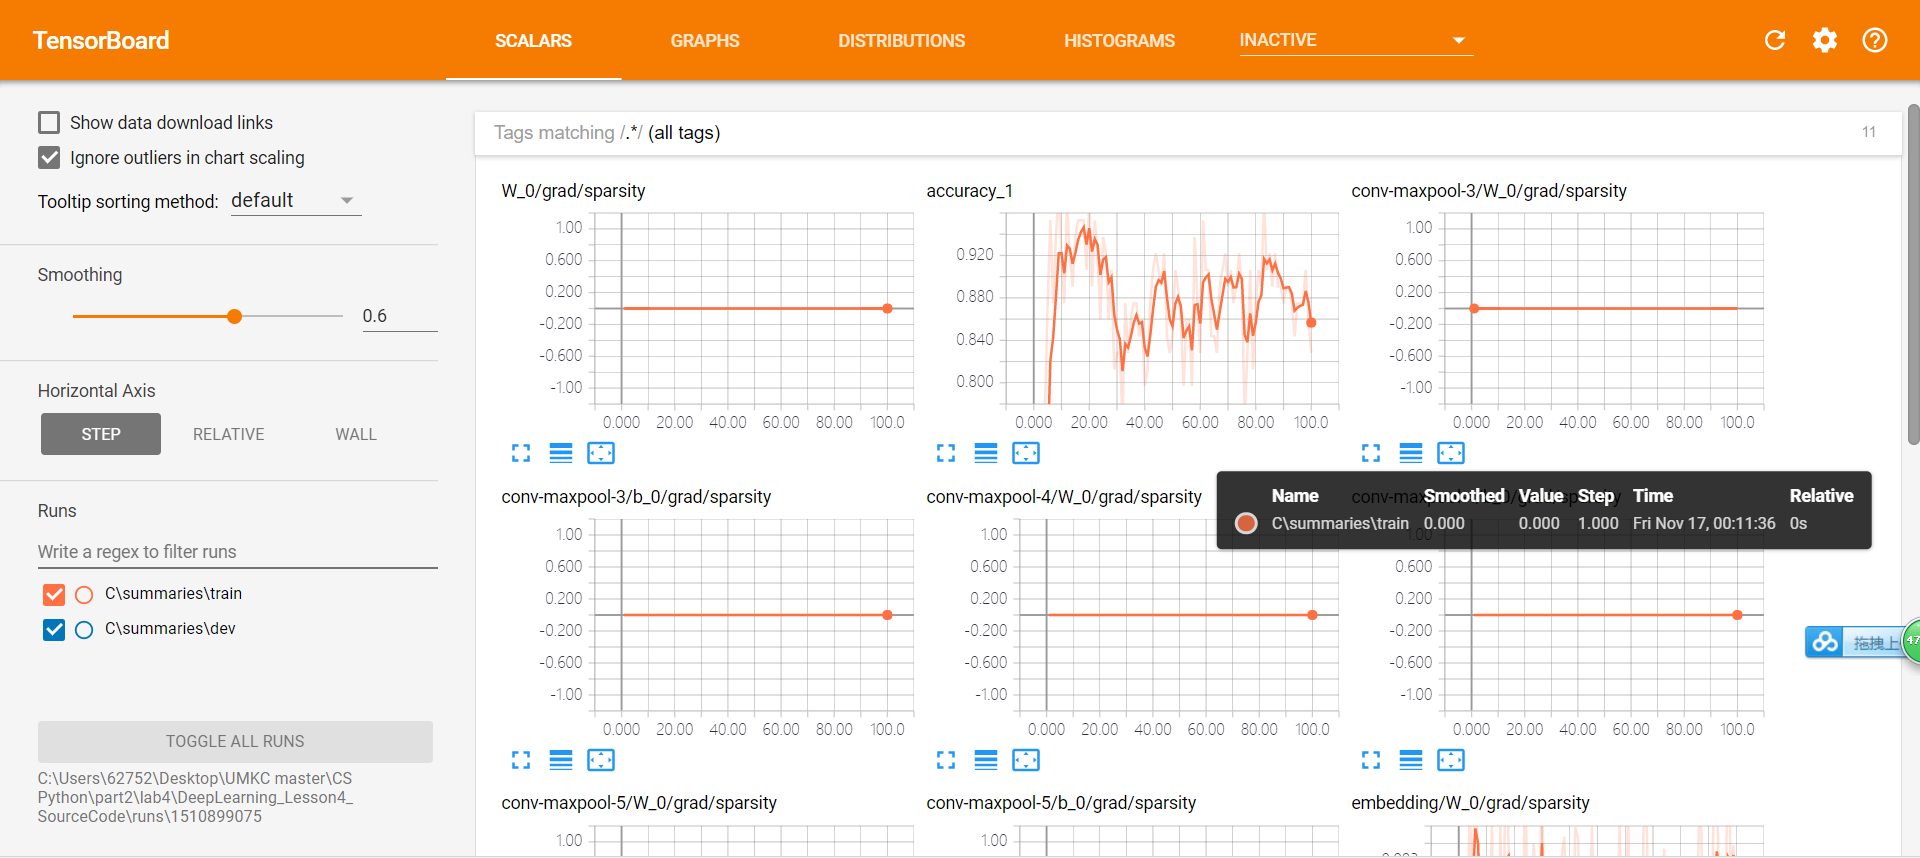 TensorBoard
SCALARS
GRAPHS
DISTRIBUTIONS
HISTOGRAMS
INACTIVE
Show data download links
Ignore outliers in chart scaling
Tooltip sorting method: default
Smoothing
0.6
Horizontal Axis
STEP
RELATIVE
WALL
Runs
Write a regex to filter runs
C\summaries\train
C\summaries\dev
TOGGLE ALL RUNS
C:\Users\62752\Desktop\UMKC master\CS
Python\part2\lab4\DeepLearning_Lesson4_
SourceCode\runs\1510899075
Tags matching /.*/ (all tags)
11
W_0/grad/sparsity
1.00
0.600
0.200
-0.200
-0.600
-1.00
0.000 20.00 40.00 60.00 80.00 100.0
accuracy_1
0.920
0.880
0.840
0.800
0.000 20.00 40.00 60.00 80.00 100.0
conv-maxpool-3/W_0/grad/sparsity
1.00
0.600
0.200
-0.200
-0.600
-1.00
0.000 20.00 40.00 60.00 80.00 100.0
conv-maxpool-3/b_0/grad/sparsity
1.00
0.600
0.200
-0.200
-0.600
-1.00
0.000 20.00 40.00 60.00 80.00 100.0
conv-maxpool-4/W_0/grad/sparsity
1.00
0.600
0.200
-0.200
-0.600
-1.00
0.000 20.00 40.00 60.00 80.00 100.0
Name Smoothed Value Step Time Relative
C\summaries\train 0.000 0.000 1.000 Fri Nov 17, 00:11:36 0s
1.00
0.600
0.200
-0.200
-0.600
-1.00
0.000 20.00 40.00 60.00 80.00 100.0
拖拽上
47
conv-maxpool-5/W_0/grad/sparsity
1.00
conv-maxpool-5/b_0/grad/sparsity
1.00
embedding/W_0/grad/sparsity